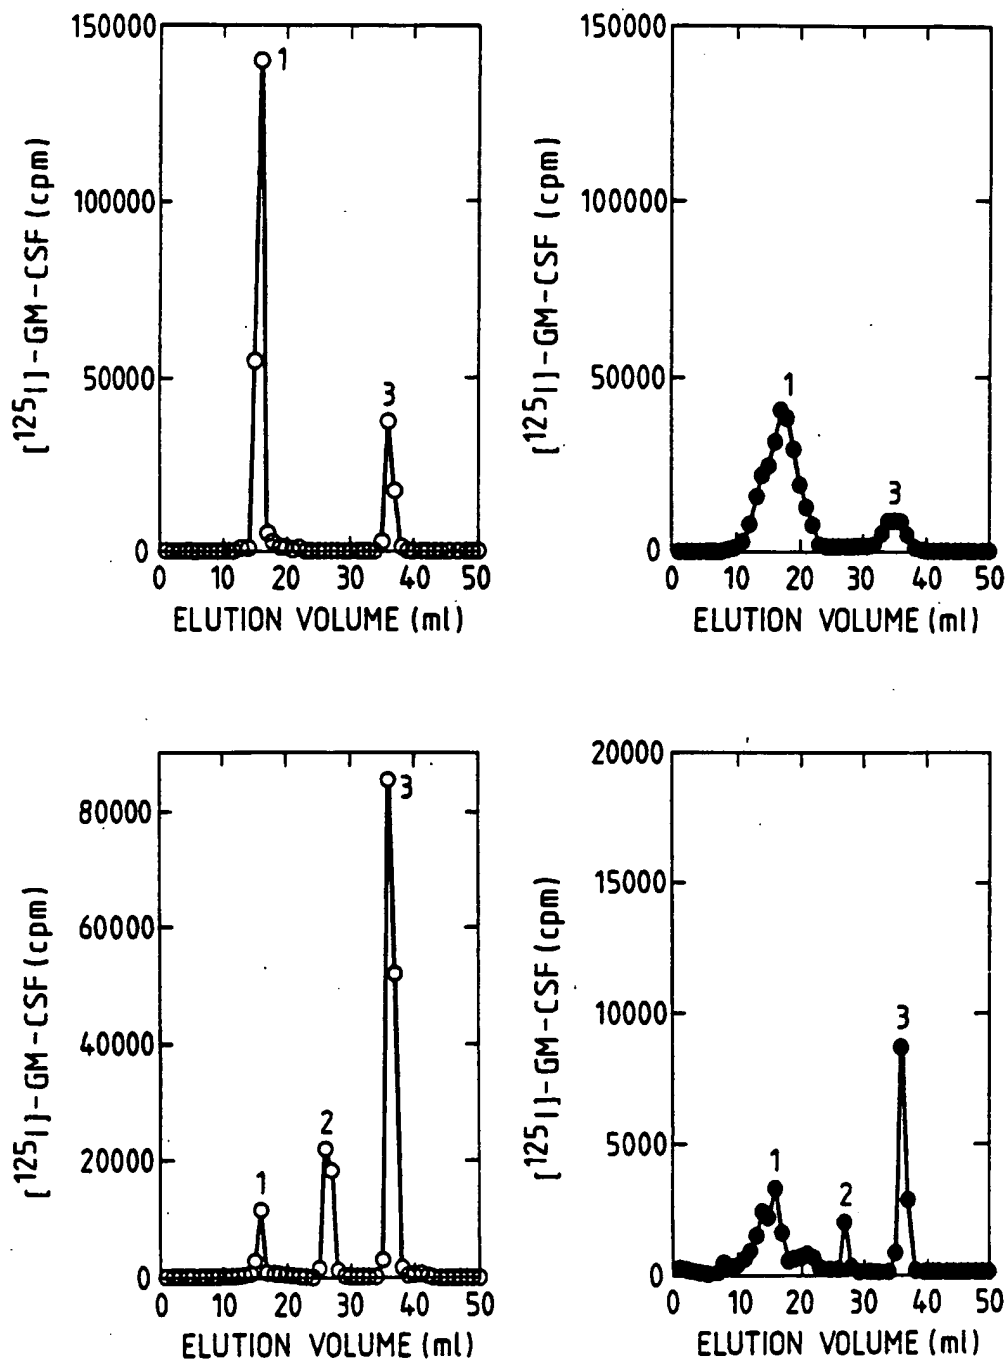 150000
100000
50000
0
[¹²⁵I]-GM-CSF (cpm)
1
3
0 10 20 30 40 50
ELUTION VOLUME (ml)
150000
100000
50000
0
[¹²⁵I]-GM-CSF (cpm)
1
3
0 10 20 30 40 50
ELUTION VOLUME (ml)
80000
60000
40000
20000
0
[¹²⁵I]-GM-CSF (cpm)
1
2
3
0 10 20 30 40 50
ELUTION VOLUME (ml)
20000
15000
10000
5000
0
[¹²⁵I]-GM-CSF (cpm)
1
2
3
0 10 20 30 40 50
ELUTION VOLUME (ml)